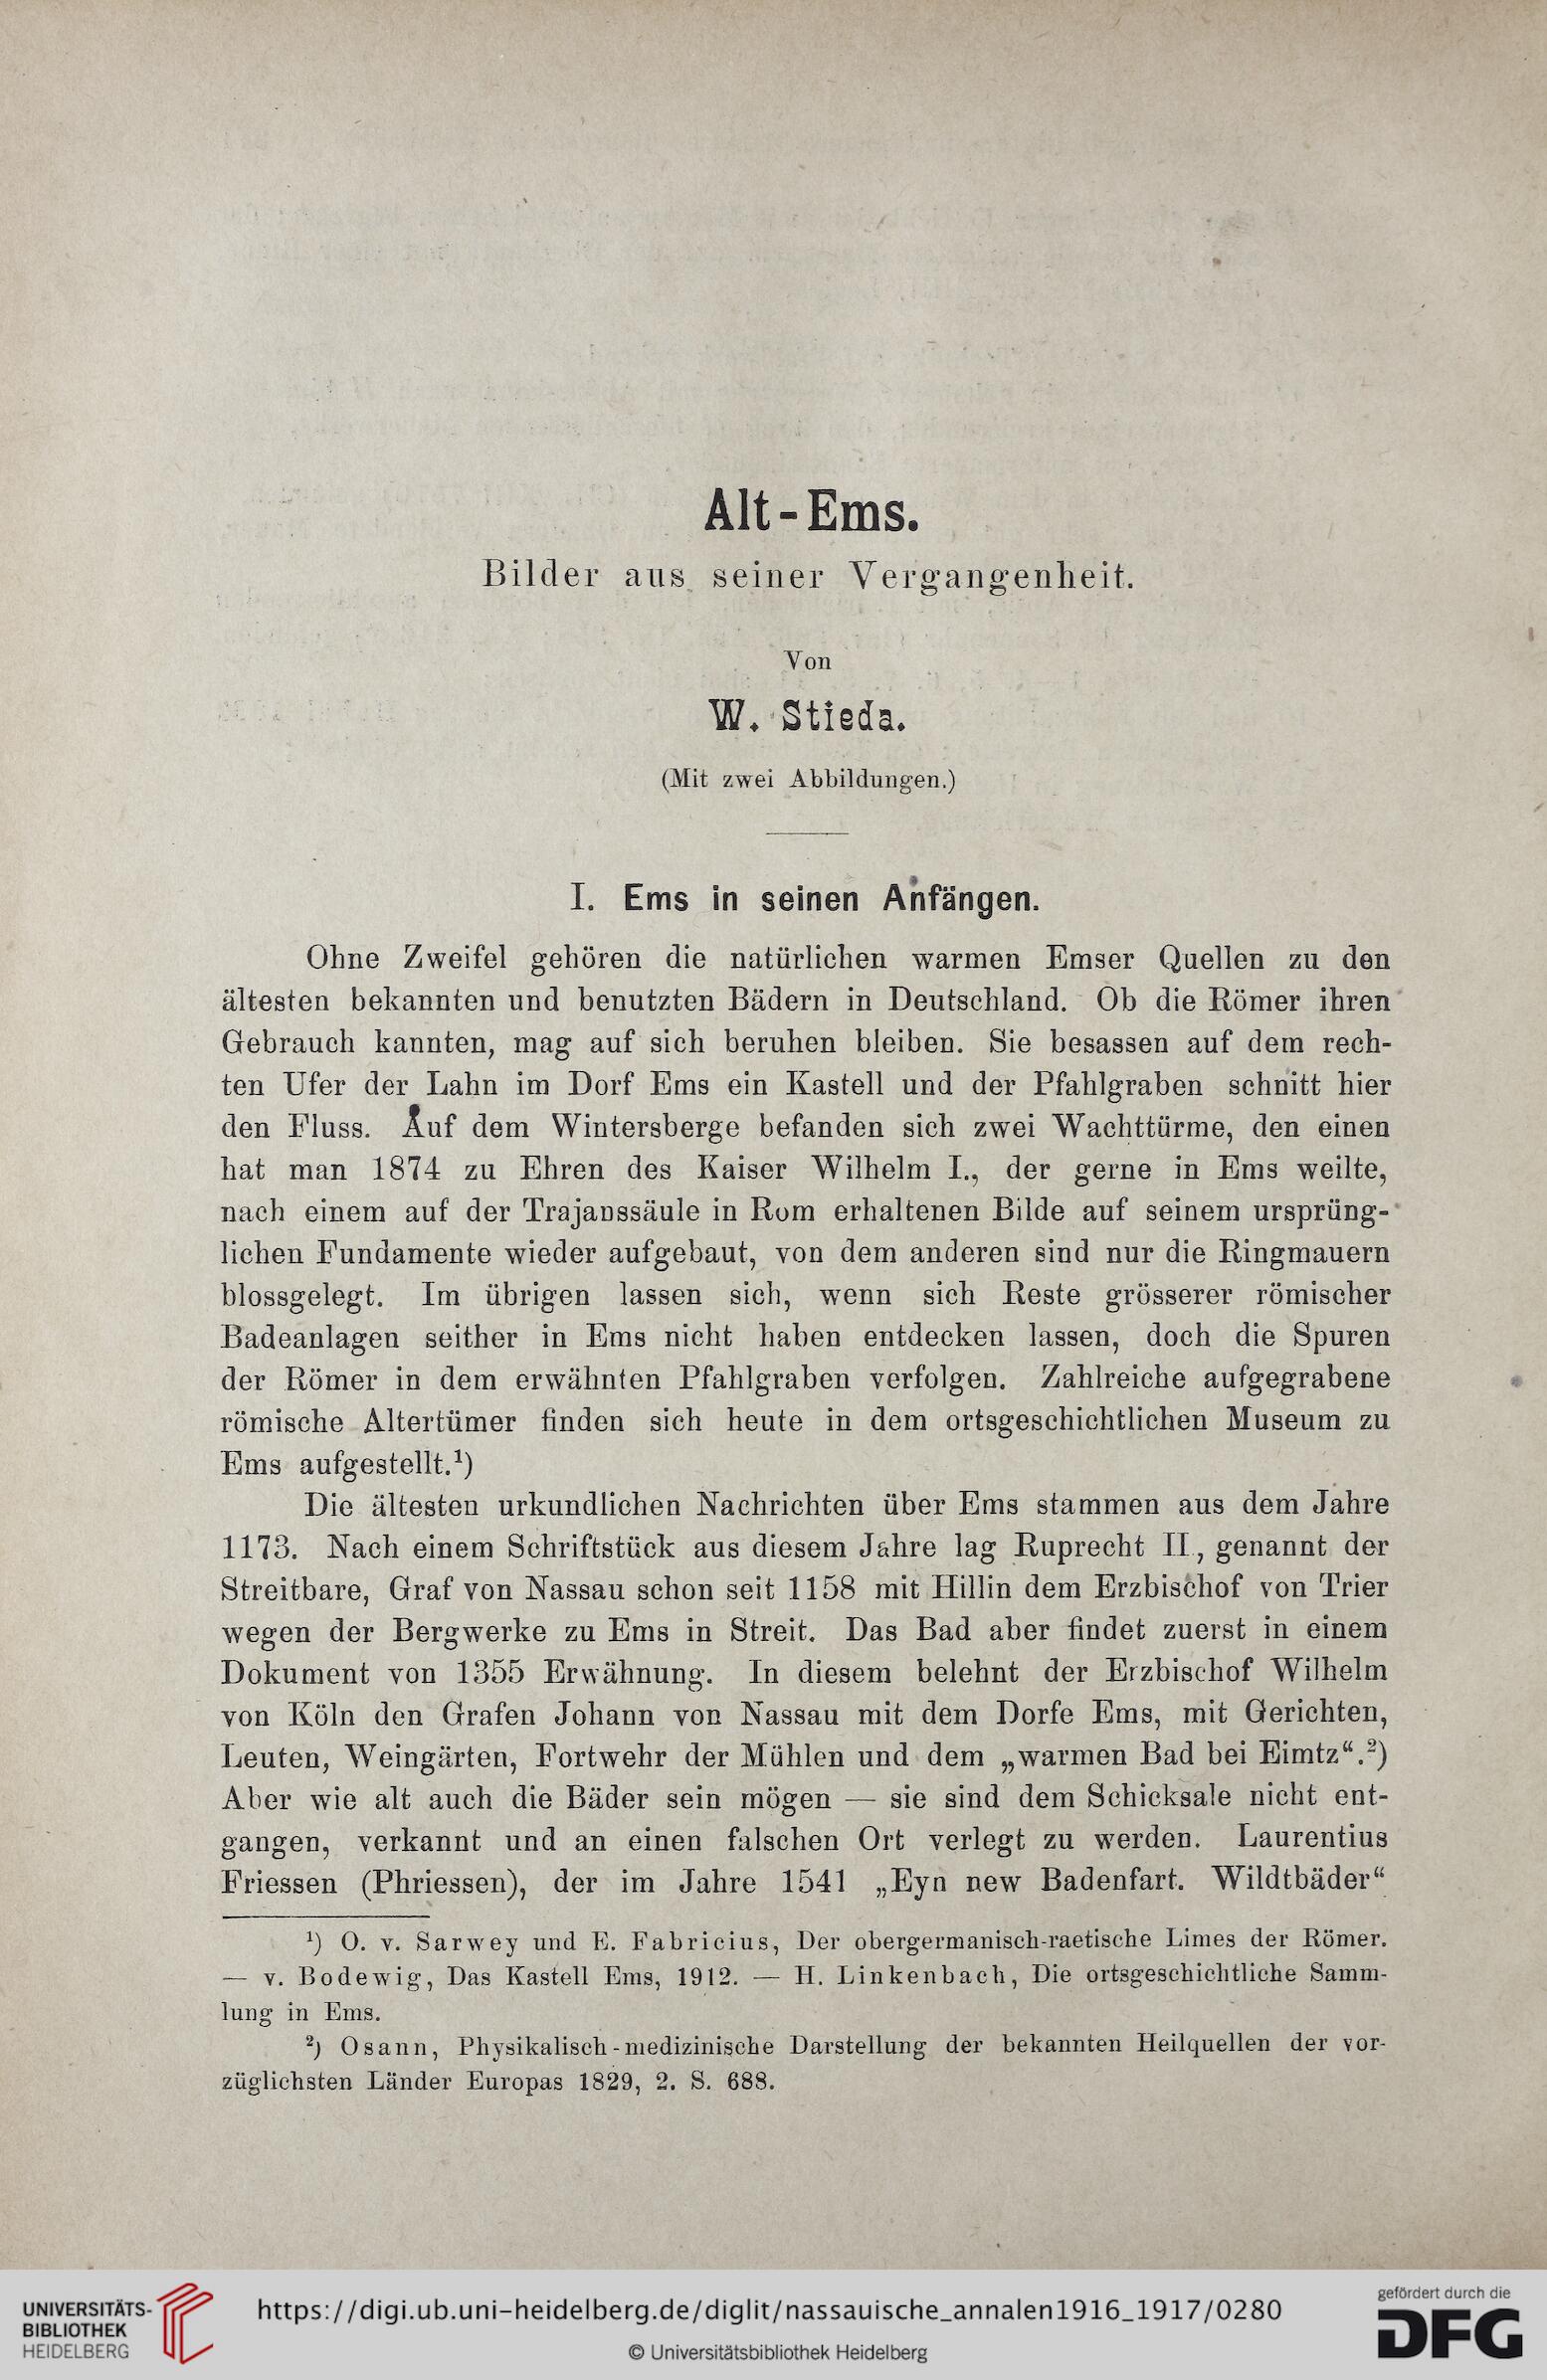 Alt-Ems.
Bilder aus seiner Vergangenheit.
Von
W. Stieda.
(Mit zwei Abbildungen.)
I. Ems in seinen Anfängen.
Ohne Zweifel gehören die natürlichen warmen Emser Quellen zu den
ältesten bekannten und benutzten Bädern in Deutschland. Ob die Römer ihren
Gebrauch kannten, mag auf sich beruhen bleiben. Sie besassen auf dem rech-
ten Ufer der Lahn im Dorf Ems ein Kastell und der Pfahlgraben schnitt hier
den Fluss. Auf dem Wintersberge befanden sich zwei Wachttürme, den einen
hat man 1874 zu Ehren des Kaiser Wilhelm I., der gerne in Ems weilte,
nach einem auf der Trajanssäule in Rom erhaltenen Bilde auf seinem ursprüng-
lichen Fundamente wieder aufgebaut, von dem anderen sind nur die Ringmauern
blossgelegt. Im übrigen lassen sich, wenn sich Reste grösserer römischer
Badeanlagen seither in Ems nicht haben entdecken lassen, doch die Spuren
der Römer in dem erwähnten Pfahlgraben verfolgen. Zahlreiche aufgegrabene
römische Altertümer finden sich heute in dem ortsgeschichtlichen Museum zu
Ems aufgestellt.¹)
Die ältesten urkundlichen Nachrichten über Ems stammen aus dem Jahre
1173. Nach einem Schriftstück aus diesem Jahre lag Ruprecht II., genannt der
Streitbare, Graf von Nassau schon seit 1158 mit Hillin dem Erzbischof von Trier
wegen der Bergwerke zu Ems in Streit. Das Bad aber findet zuerst in einem
Dokument von 1355 Erwähnung. In diesem belehnt der Erzbischof Wilhelm
von Köln den Grafen Johann von Nassau mit dem Dorfe Ems, mit Gerichten,
Leuten, Weingärten, Fortwehr der Mühlen und dem „warmen Bad bei Eimtz“.²)
Aber wie alt auch die Bäder sein mögen — sie sind dem Schicksale nicht ent-
gangen, verkannt und an einen falschen Ort verlegt zu werden. Laurentius
Friessen (Phriessen), der im Jahre 1541 „Eyn new Badenfart. Wildtbäder“
¹) O. v. Sarwey und E. Fabricius, Der obergermanisch-raetische Limes der Römer.
— v. Bodewig, Das Kastell Ems, 1912. — H. Linkenbach, Die ortsgeschichtliche Samm-
lung in Ems.
²) Osann, Physikalisch-medizinische Darstellung der bekannten Heilquellen der vor-
züglichsten Länder Europas 1829, 2. S. 688.
UNIVERSITÄTS-
BIBLIOTHEK
HEIDELBERG
https://digi.ub.uni-heidelberg.de/diglit/nassauische_annalen1916_1917/0280
© Universitätsbibliothek Heidelberg
gefördert durch die
DFG